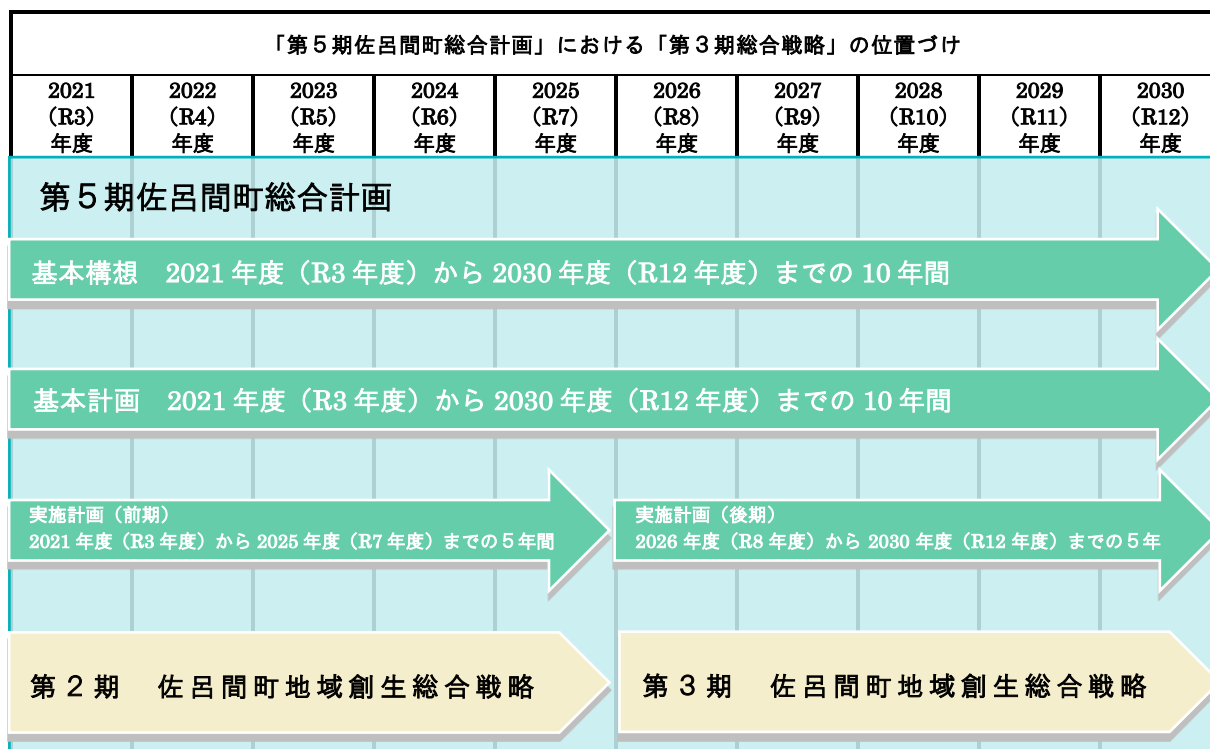 「第５期佐呂間町総合計画」における「第３期総合戦略」の位置づけ
2021
（R3）
年度
2022
（R4）
年度
2023
（R5）
年度
2024
（R6）
年度
2025
（R7）
年度
2026
（R8）
年度
2027
（R9）
年度
2028
（R10）
年度
2029
（R11）
年度
2030
（R12）
年度
第５期佐呂間町総合計画
基本構想　2021 年度（R3 年度）から 2030 年度（R12 年度）までの 10 年間
基本計画　2021 年度（R3 年度）から 2030 年度（R12 年度）までの 10 年間
実施計画（前期）
2021 年度（R3 年度）から 2025 年度（R7 年度）までの５年間
実施計画（後期）
2026 年度（R8 年度）から 2030 年度（R12 年度）までの５年
第２期　佐呂間町地域創生総合戦略
第３期　佐呂間町地域創生総合戦略